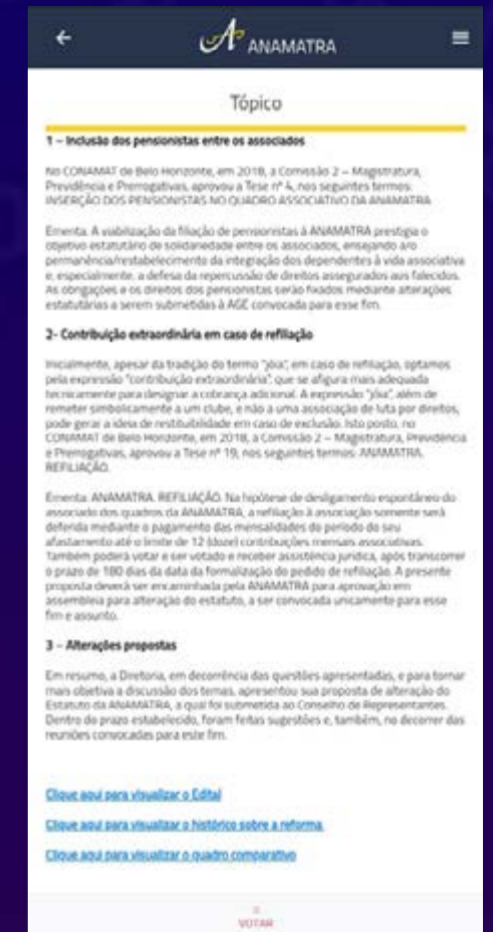 ANAMATRA
Tópico
1 – Inclusão dos pensionistas entre os associados
No CONAMAT de Belo Horizonte, em 2018, a Comissão 2 – Magistratura,
Previdência e Prerrogativas, aprovou a Tese nº 4, nos seguintes termos:
INSERÇÃO DOS PENSIONISTAS NO QUADRO ASSOCIATIVO DA ANAMATRA
Ementa. A viabilização da filiação de pensionistas à ANAMATRA prestigia o
objetivo estatutário de solidariedade entre os associados, ensejando a/o
permanência/restabelecimento da integração dos dependentes à vida associativa
e, especialmente, a defesa da repercussão de direitos assegurados aos falecidos.
As obrigações e os direitos dos pensionistas serão fixados mediante alterações
estatutárias a serem submetidas à AGE convocada para esse fim.
2- Contribuição extraordinária em caso de refiliação
Inicialmente, apesar da tradição do termo "jóia", em caso de refiliação, optamos
pela expressão "contribuição extraordinária", que se afigura mais adequada
tecnicamente para designar a cobrança adicional. A expressão "jóia", além de
remeter simbolicamente a um clube, e não a uma associação de luta por direitos,
pode gerar a ideia de restituibilidade em caso de exclusão. Isto posto, no
CONAMAT de Belo Horizonte, em 2018, a Comissão 2 – Magistratura, Previdência
e Prerrogativas, aprovou a Tese nº 19, nos seguintes termos: ANAMATRA.
REFILIAÇÃO.
Ementa: ANAMATRA. REFILIAÇÃO. Na hipótese de desligamento espontâneo do
associado dos quadros da ANAMATRA, a refiliação à associação somente será
deferida mediante o pagamento das mensalidades do período do seu
afastamento até o limite de 12 (doze) contribuições mensais associativas.
Também poderá votar e ser votado e receber assistência jurídica, após transcorrer
o prazo de 180 dias da data da formalização do pedido de refiliação. A presente
proposta deverá ser encaminhada pela ANAMATRA para aprovação em
assembleia para alteração do estatuto, a ser convocada unicamente para esse
fim e assunto.
3 – Alterações propostas
Em resumo, a Diretoria, em decorrência das questões apresentadas, e para tornar
mais objetiva a discussão dos temas, apresentou sua proposta de alteração do
Estatuto da ANAMATRA, a qual foi submetida ao Conselho de Representantes.
Dentro do prazo estabelecido, foram feitas sugestões e, também, no decorrer das
reuniões convocadas para este fim.
Clique aqui para visualizar o Edital
Clique aqui para visualizar o histórico sobre a reforma.
Clique aqui para visualizar o quadro comparativo
VOTAR